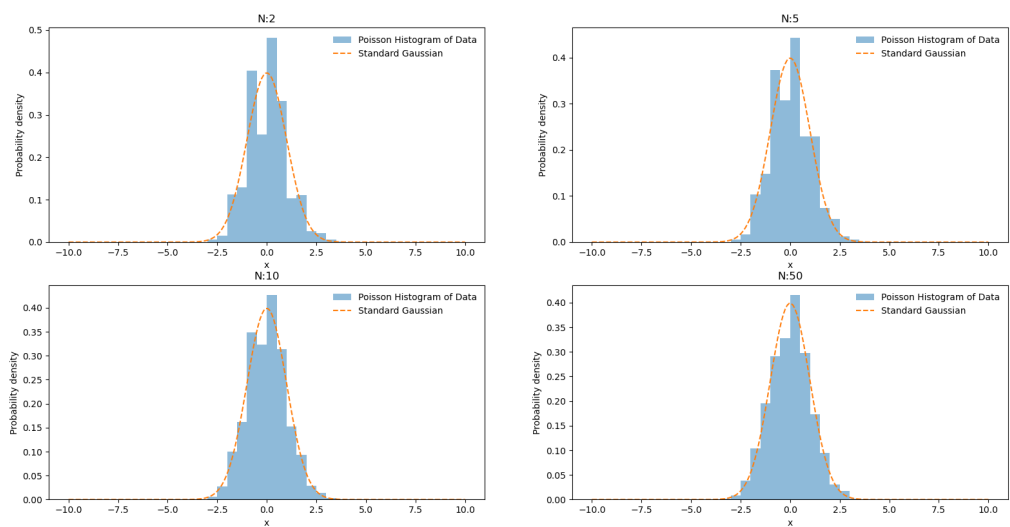 N:2
0.5
0.4
0.3
0.2
0.1
0.0
Probability density
Poisson Histogram of Data
Standard Gaussian
−10.0 −7.5 −5.0 −2.5 0.0 2.5 5.0 7.5 10.0
x
N:5
0.4
0.3
0.2
0.1
0.0
Probability density
Poisson Histogram of Data
Standard Gaussian
−10.0 −7.5 −5.0 −2.5 0.0 2.5 5.0 7.5 10.0
x
N:10
0.40
0.35
0.30
0.25
0.20
0.15
0.10
0.05
0.00
Probability density
Poisson Histogram of Data
Standard Gaussian
−10.0 −7.5 −5.0 −2.5 0.0 2.5 5.0 7.5 10.0
x
N:50
0.40
0.35
0.30
0.25
0.20
0.15
0.10
0.05
0.00
Probability density
Poisson Histogram of Data
Standard Gaussian
−10.0 −7.5 −5.0 −2.5 0.0 2.5 5.0 7.5 10.0
x